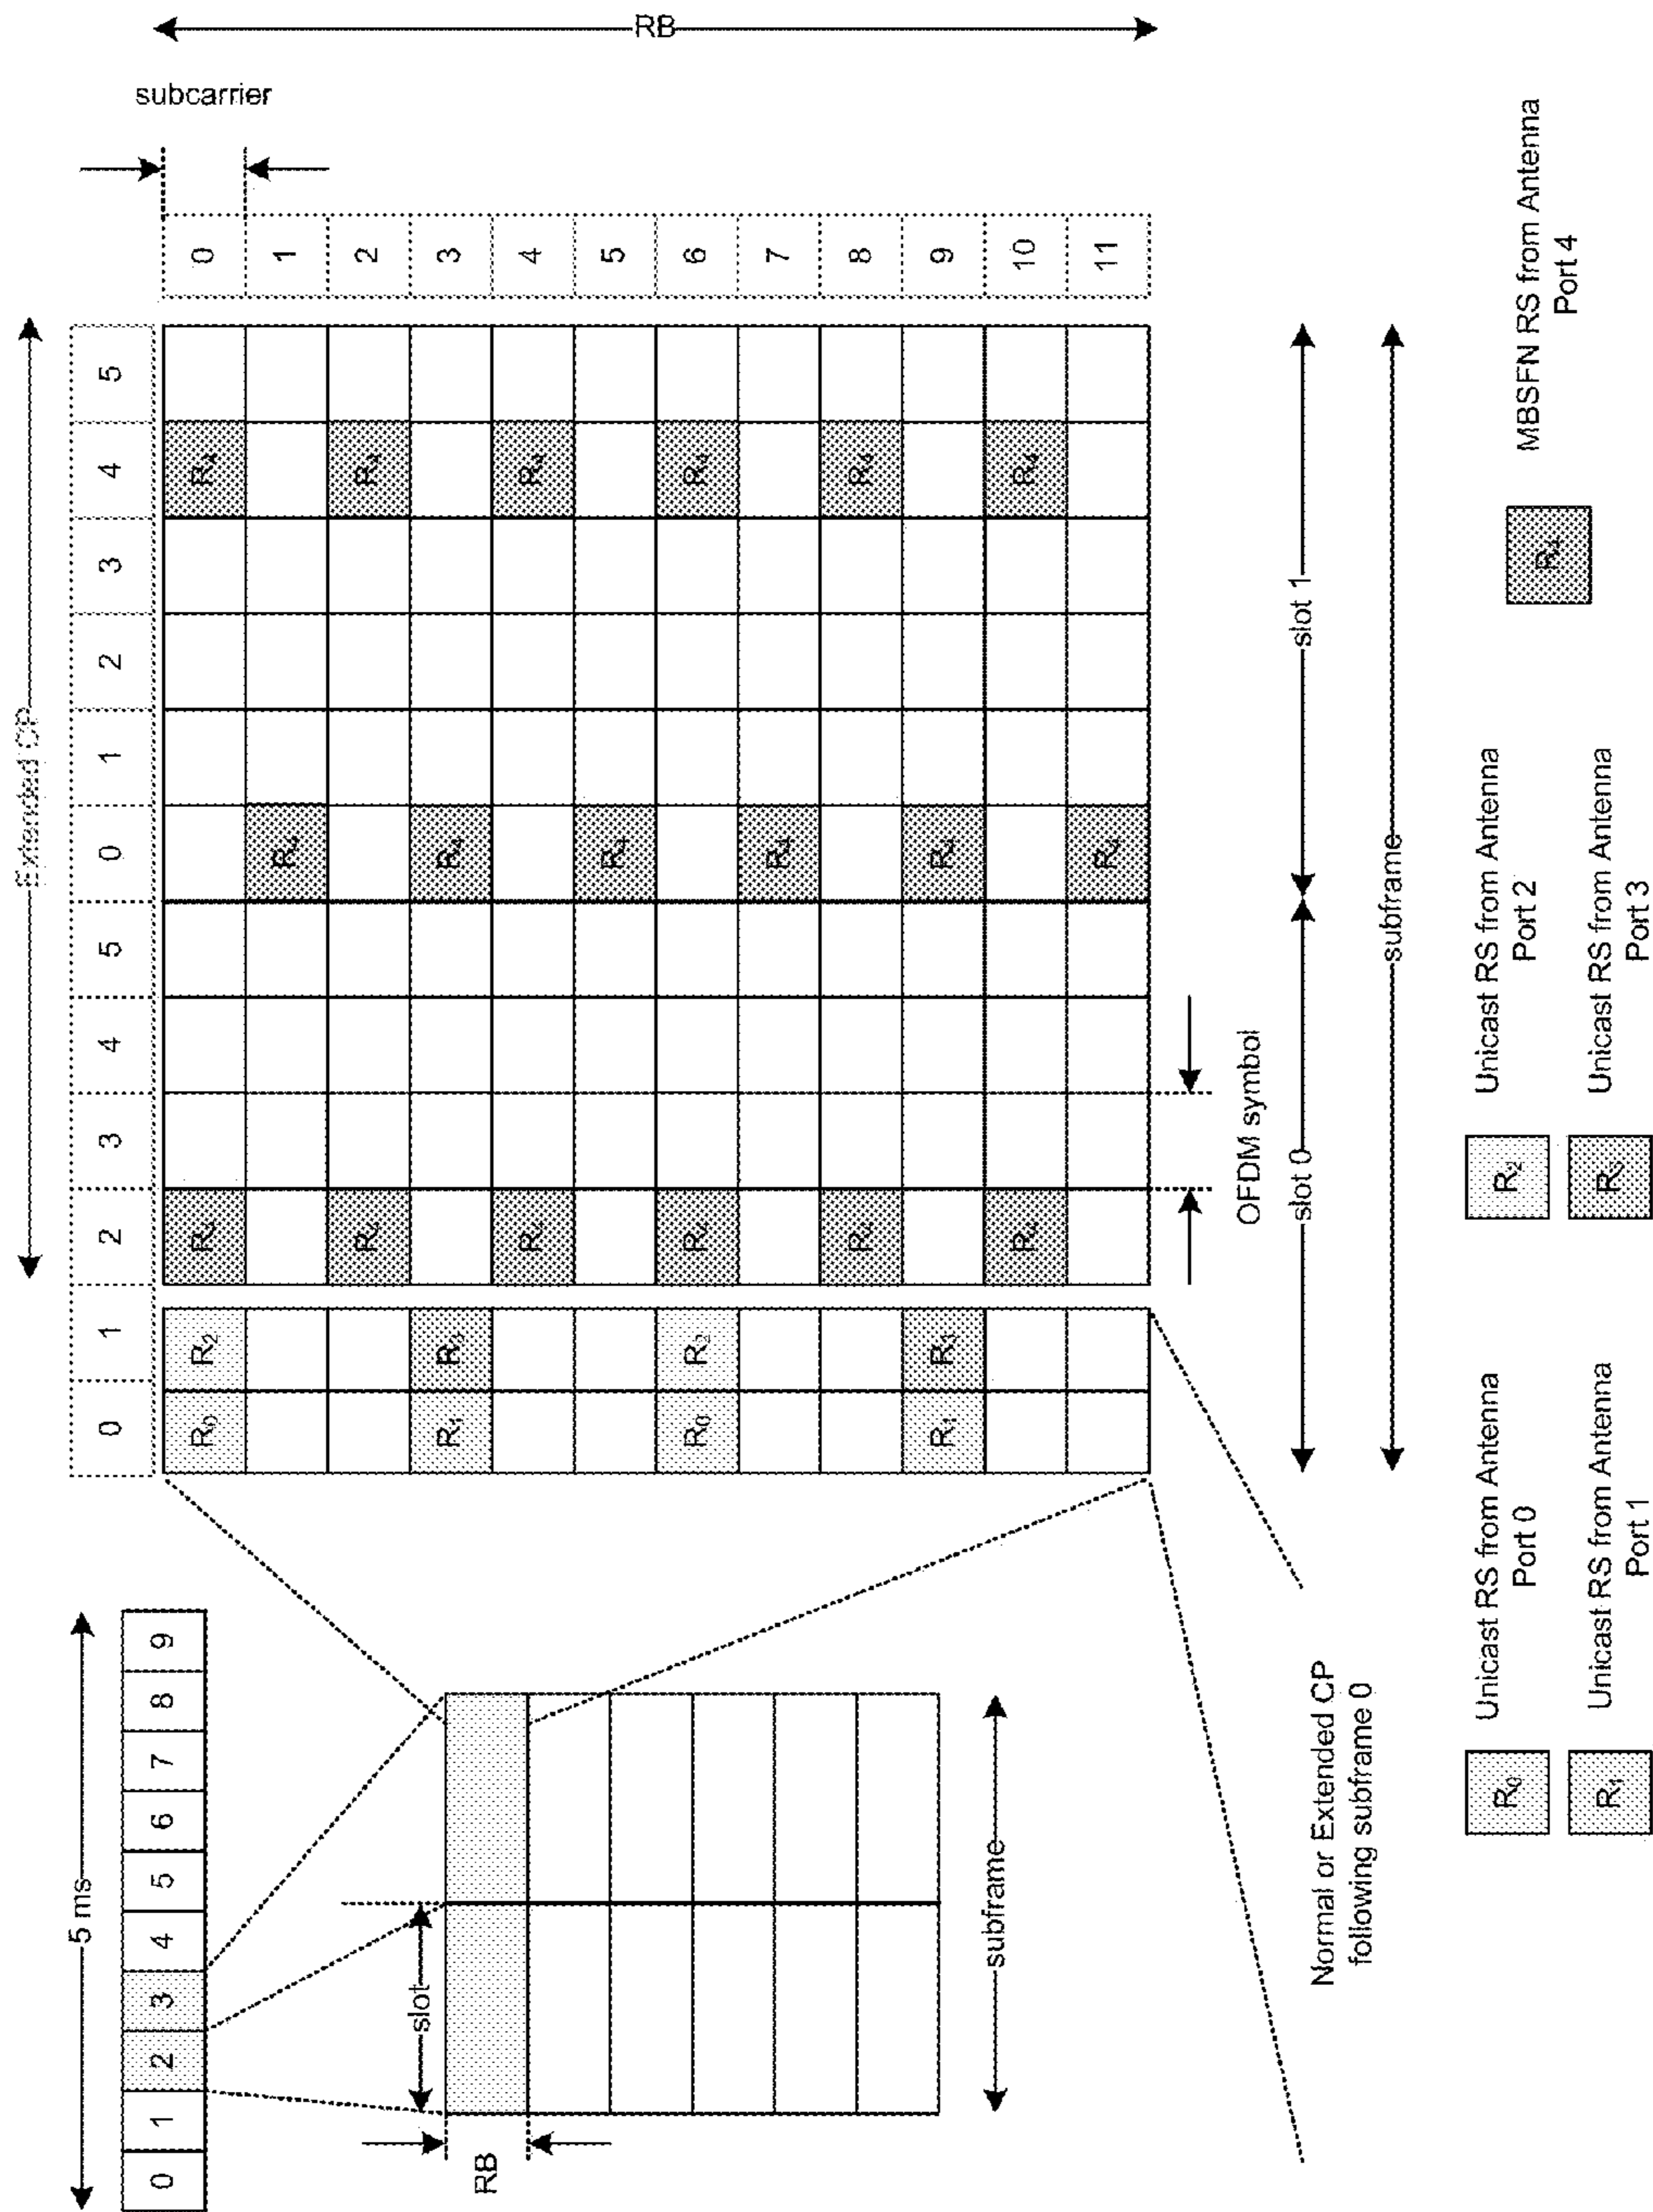 5 ms
0 1 2 3 4 5 6 7 8 9
slot
RB
subframe
Extended CP
0 1 2 3 4 5 0 1 2 3 4 5
subcarrier
RB
R₀ R₂ R₄ R₄ 0
R₄ 1
R₄ R₄ 2
R₁ R₃ R₄ 3
R₄ R₄ 4
R₄ 5
R₀ R₂ R₄ R₄ 6
R₄ 7
R₄ R₄ 8
R₁ R₃ R₄ 9
R₄ R₄ 10
R₄ 11
OFDM symbol
slot 0
slot 1
subframe
Normal or Extended CP
following subframe 0
R₀ Unicast RS from Antenna
Port 0
R₁ Unicast RS from Antenna
Port 1
R₂ Unicast RS from Antenna
Port 2
R₃ Unicast RS from Antenna
Port 3
R₄ MBSFN RS from Antenna
Port 4